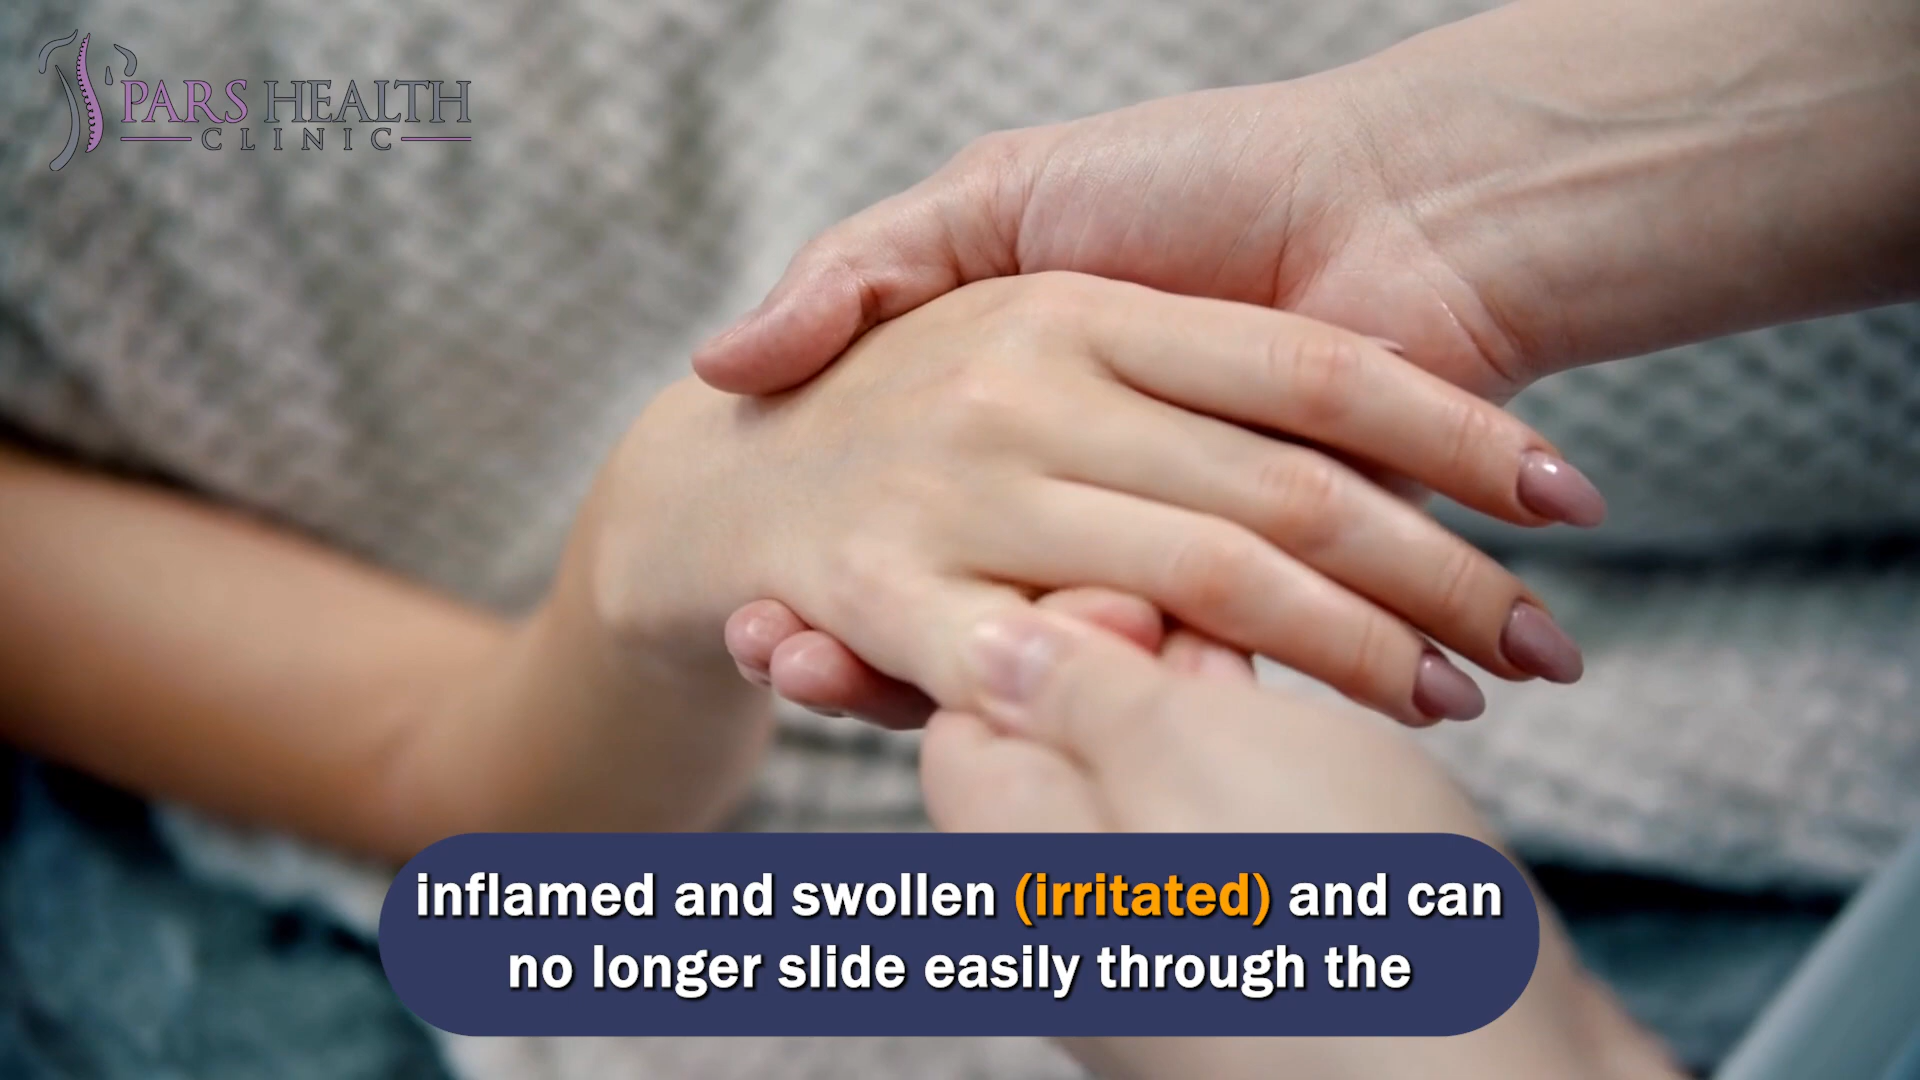 PARS HEALTH
CLINIC
inflamed and swollen (irritated) and can
no longer slide easily through the